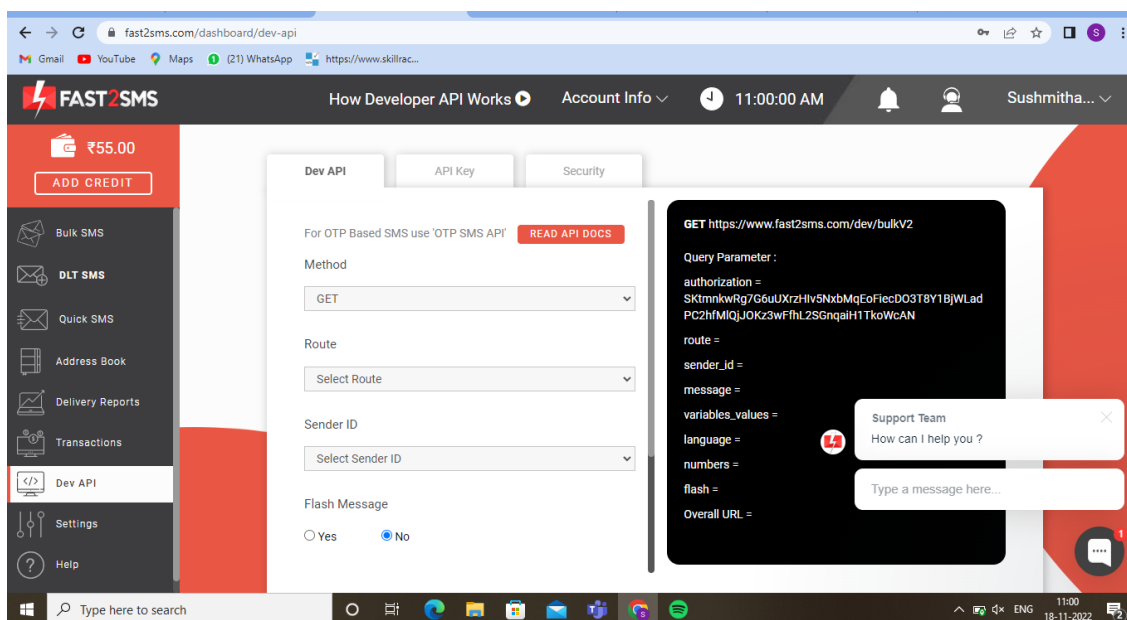 fast2sms.com/dashboard/dev-api
S
Gmail YouTube Maps (21) WhatsApp https://www.skillrac...
FAST2SMS How Developer API Works Account Info 11:00:00 AM Sushmitha...
₹55.00
ADD CREDIT
Bulk SMS
DLT SMS
Quick SMS
Address Book
Delivery Reports
Transactions
Dev API
Settings
Help
Dev API API Key Security
For OTP Based SMS use 'OTP SMS API' READ API DOCS
Method
GET
Route
Select Route
Sender ID
Select Sender ID
Flash Message
Yes No
GET https://www.fast2sms.com/dev/bulkV2
Query Parameter :
authorization =
SKtmnkwRg7G6uUXrzHIv5NxbMqEoFiecDO3T8Y1BjWLad
PC2hfMlQjJOKz3wFfhL2SGnqaiH1TkoWcAN
route =
sender_id =
message =
variables_values =
language =
numbers =
flash =
Overall URL =
Support Team
How can I help you ?
Type a message here...
1
Type here to search
ENG 11:00
18-11-2022
2